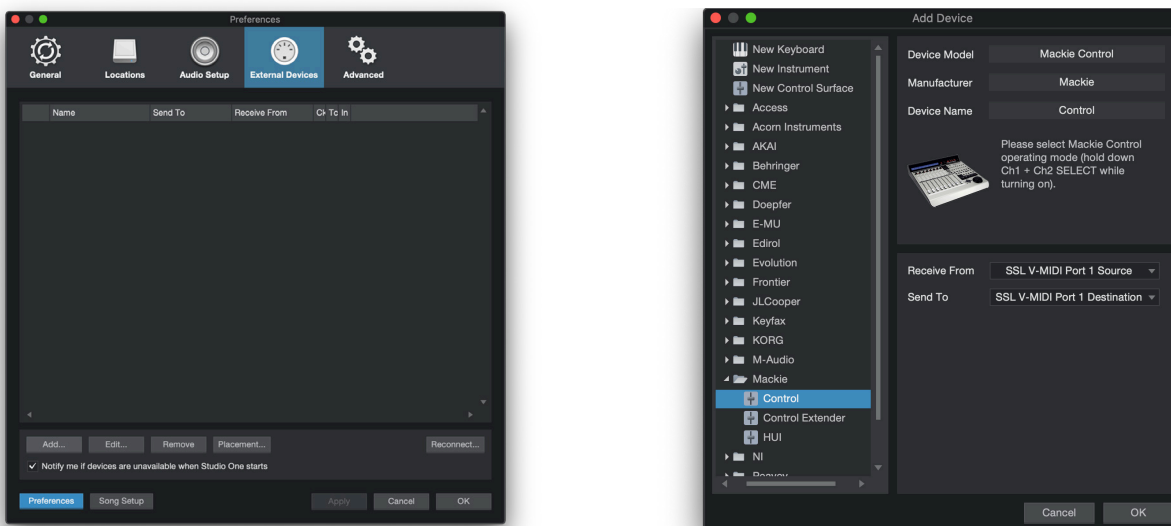 Preferences
General
Locations
Audio Setup
External Devices
Advanced
Name Send To Receive From Cl Tc In
Add... Edit... Remove Placement... Reconnect...
Notify me if devices are unavailable when Studio One starts
Preferences Song Setup Apply Cancel OK
Add Device
New Keyboard
New Instrument
New Control Surface
Access
Acorn Instruments
AKAI
Behringer
CME
Doepfer
E-MU
Edirol
Evolution
Frontier
JLCooper
Keyfax
KORG
M-Audio
Mackie
Control
Control Extender
HUI
NI
Peavey
Device Model Mackie Control
Manufacturer Mackie
Device Name Control
Please select Mackie Control
operating mode (hold down
Ch1 + Ch2 SELECT while
turning on).
Receive From SSL V-MIDI Port 1 Source
Send To SSL V-MIDI Port 1 Destination
Cancel OK